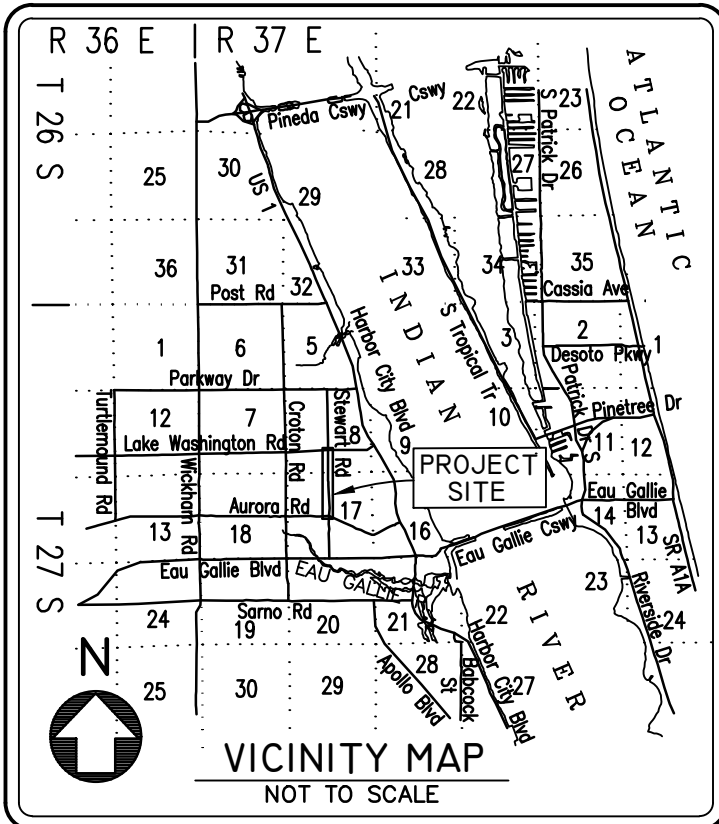 R 36 E | R 37 E
T 26 S
ATLANTIC
OCEAN
Pineda Cswy
21
Cswy
22
23
S Patrick Dr
25
30
US 1
29
28
27
26
36
31
32
33
34
35
Post Rd
Cassia Ave
INDIAN
S Tropical Tr
Harbor City Blvd
1
6
5
3
2
1
Desoto Pkwy
Parkway Dr
Patrick Dr S
Pinetree Dr
Turtlemound Rd
12
7
Croton Rd
Stewart Rd
8
9
10
11
12
Lake Washington Rd
Wickham Rd
PROJECT
SITE
Aurora Rd
17
Eau Gallie
Blvd
T 27 S
13
18
16
14
13
Eau Gallie Cswy
SR A1A
Eau Gallie Blvd
EAU GALLIE
23
Riverside Dr
RIVER
Sarno Rd
24
19
20
21
22
24
N
25
30
29
28
27
Apollo Blvd
Babcock
St
Harbor City Blvd
VICINITY MAP
NOT TO SCALE